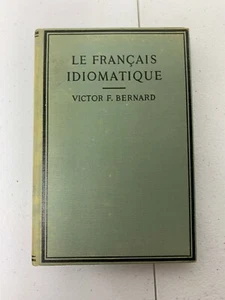 LE FRANÇAIS
IDIOMATIQUE
VICTOR F. BERNARD